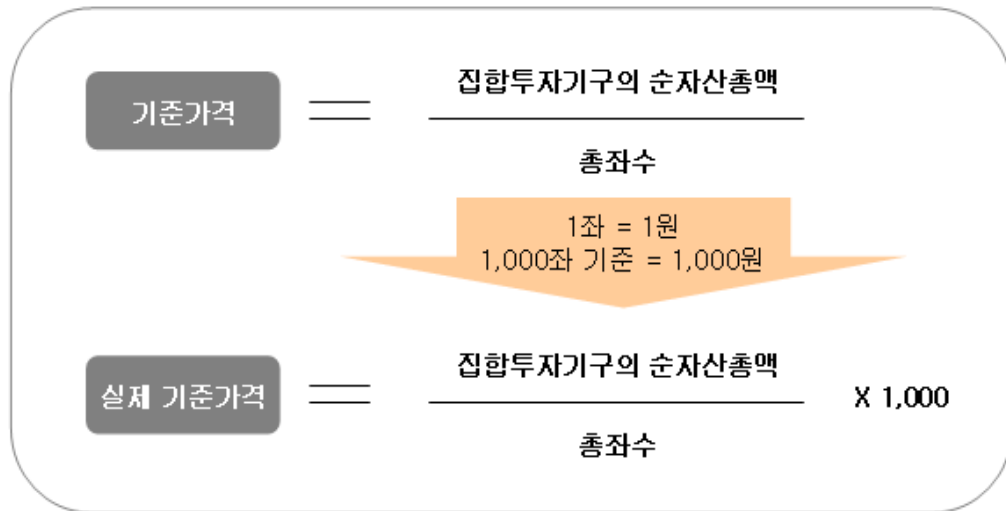 집합투자기구의 순자산총액
기준가격
총좌수
1좌 = 1원
1,000좌 기준 = 1,000원
집합투자기구의 순자산총액
실제 기준가격
X 1,000
총좌수